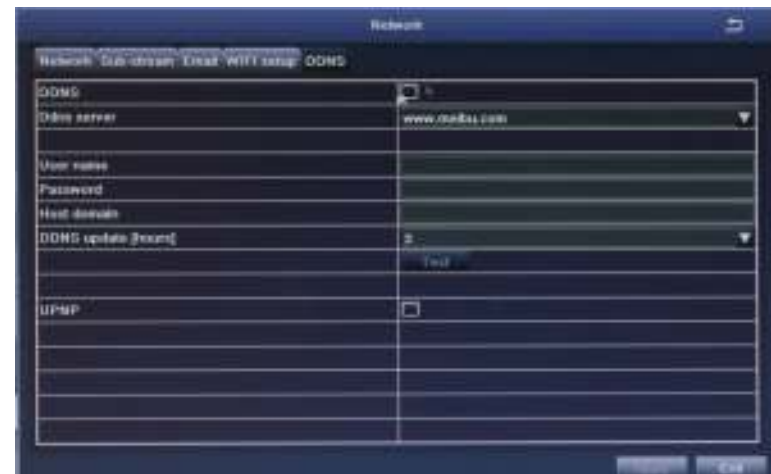 Network
Network Sub-stream Email WIFI setup DDNS
DDNS
Ddns server www.meibu.com
User name
Password
Host domain
DDNS update [hours]
Test
UPNP
Exit